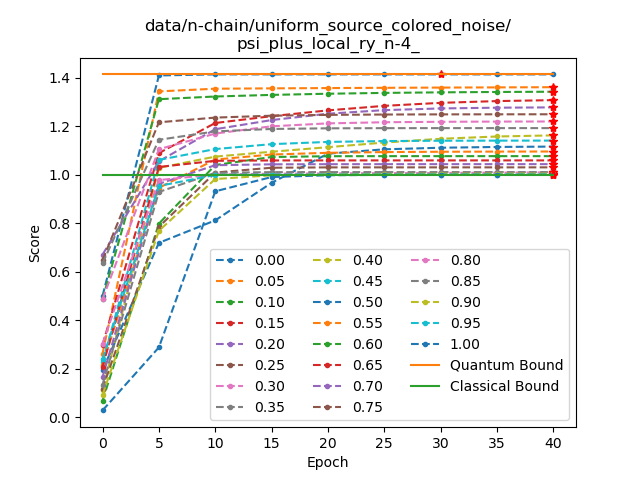 data/n-chain/uniform_source_colored_noise/
psi_plus_local_ry_n-4_
Score
1.4
1.2
1.0
0.8
0.6
0.4
0.2
0.0
0.00 0.40 0.80
0.05 0.45 0.85
0.10 0.50 0.90
0.15 0.55 0.95
0.20 0.60 1.00
0.25 0.65 Quantum Bound
0.30 0.70 Classical Bound
0.35 0.75
0 5 10 15 20 25 30 35 40
Epoch